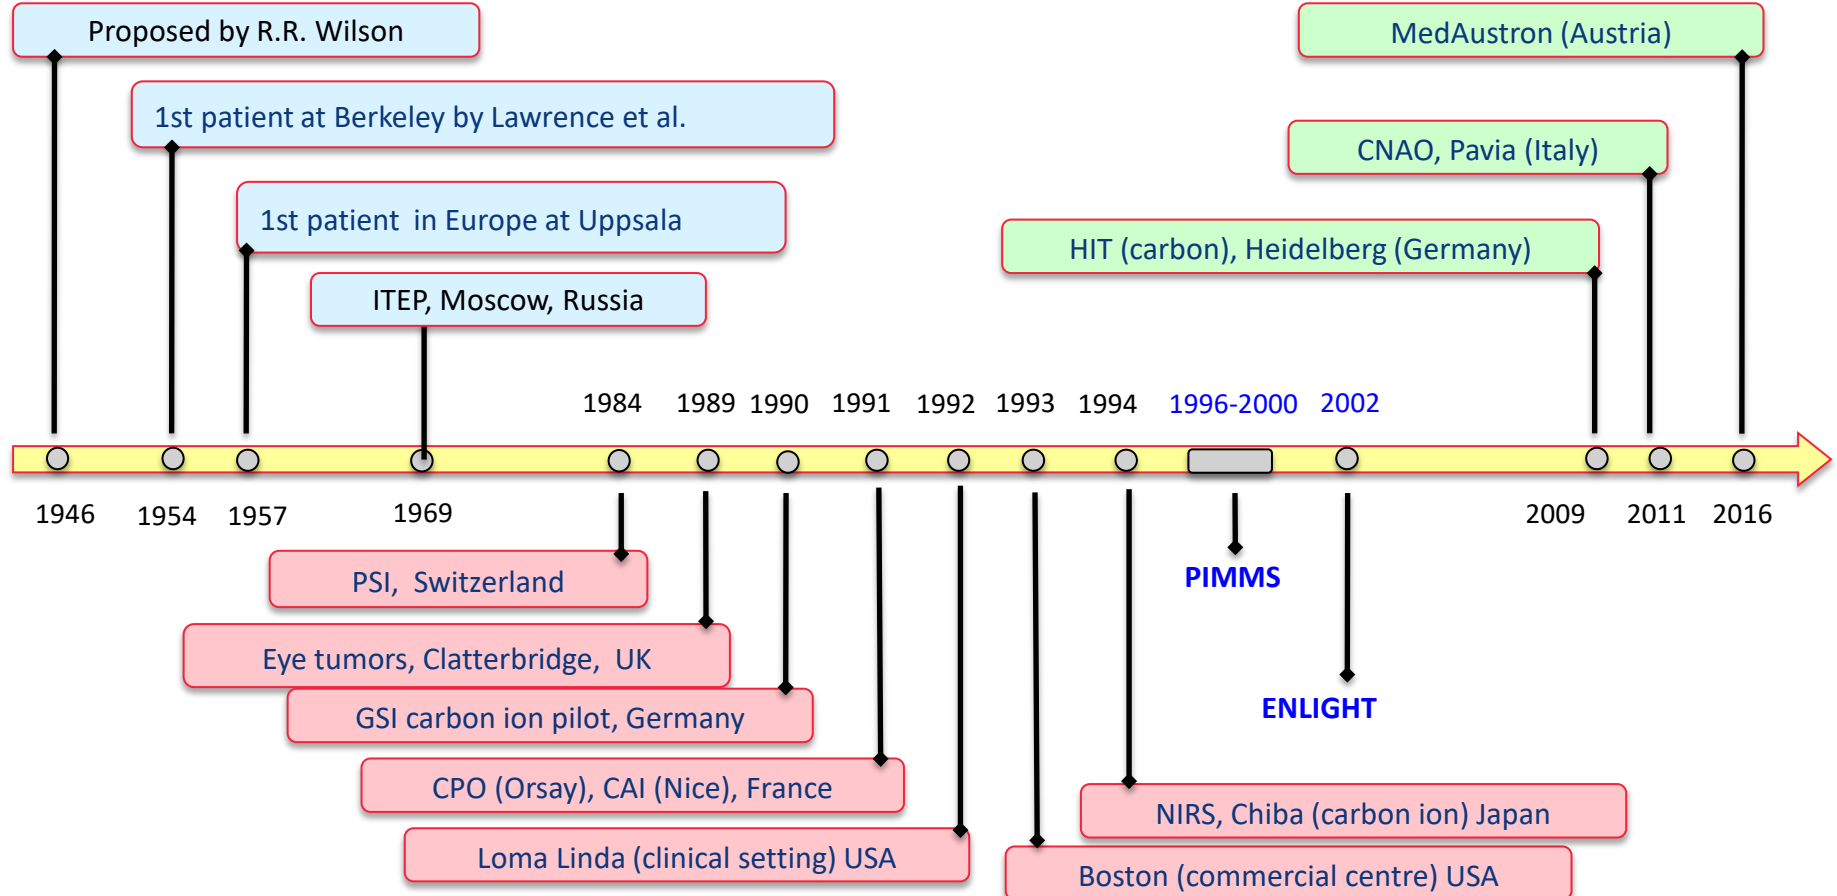 Proposed by R.R. Wilson
MedAustron (Austria)
1st patient at Berkeley by Lawrence et al.
CNAO, Pavia (Italy)
1st patient in Europe at Uppsala
HIT (carbon), Heidelberg (Germany)
ITEP, Moscow, Russia
1984 1989 1990 1991 1992 1993 1994 1996-2000 2002
1946 1954 1957 1969 2009 2011 2016
PSI, Switzerland
PIMMS
Eye tumors, Clatterbridge, UK
GSI carbon ion pilot, Germany
ENLIGHT
CPO (Orsay), CAI (Nice), France
NIRS, Chiba (carbon ion) Japan
Loma Linda (clinical setting) USA
Boston (commercial centre) USA